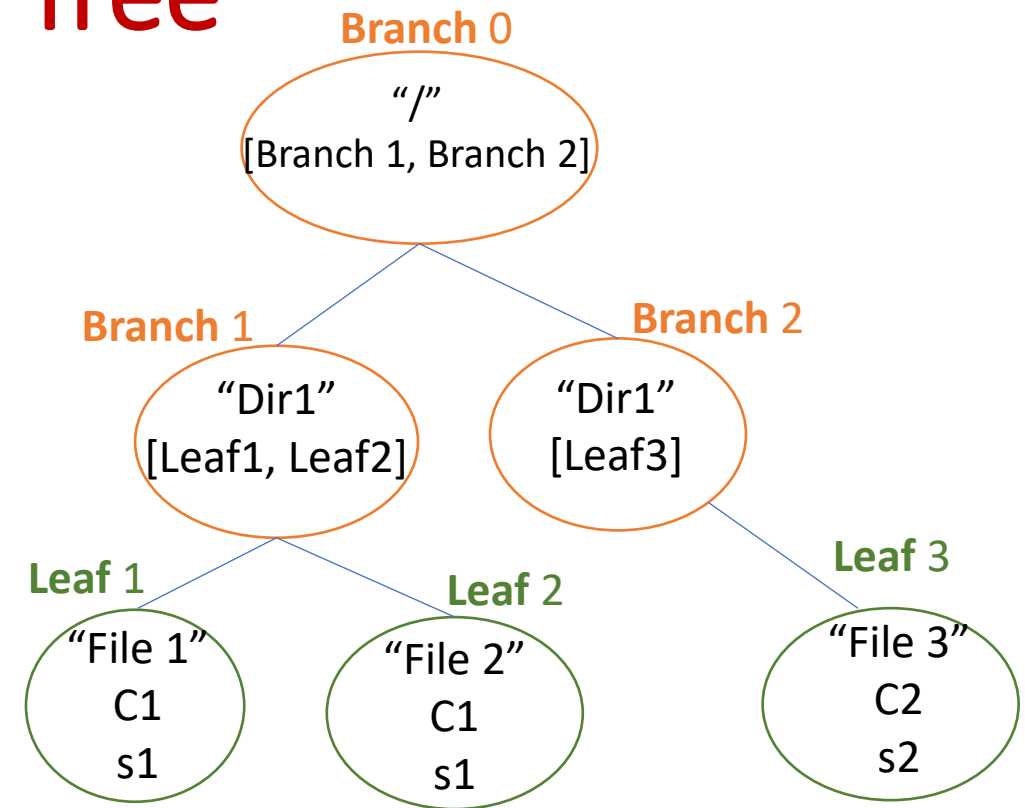 Tree
Branch 0
“/”
[Branch 1, Branch 2]
Branch 1
Branch 2
“Dir1”
[Leaf1, Leaf2]
“Dir1”
[Leaf3]
Leaf 1
Leaf 2
Leaf 3
“File 1”
C1
s1
“File 2”
C1
s1
“File 3”
C2
s2